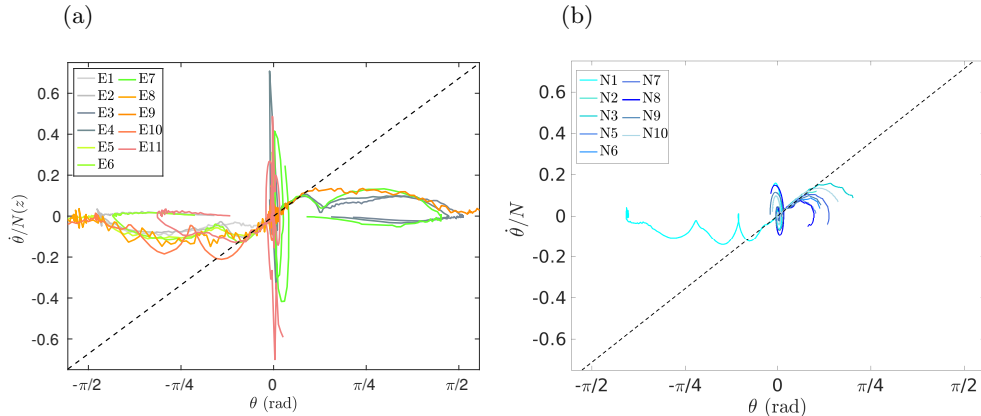 (a)
0.6
0.4
0.2
0
-0.2
-0.4
-0.6
θ̇/N(z)
E1 E7
E2 E8
E3 E9
E4 E10
E5 E11
E6
-π/2 -π/4 0 π/4 π/2
θ (rad)
(b)
0.6
0.4
0.2
0
-0.2
-0.4
-0.6
θ̇/N
N1 N7
N2 N8
N3 N9
N5 N10
N6
-π/2 -π/4 0 π/4 π/2
θ (rad)